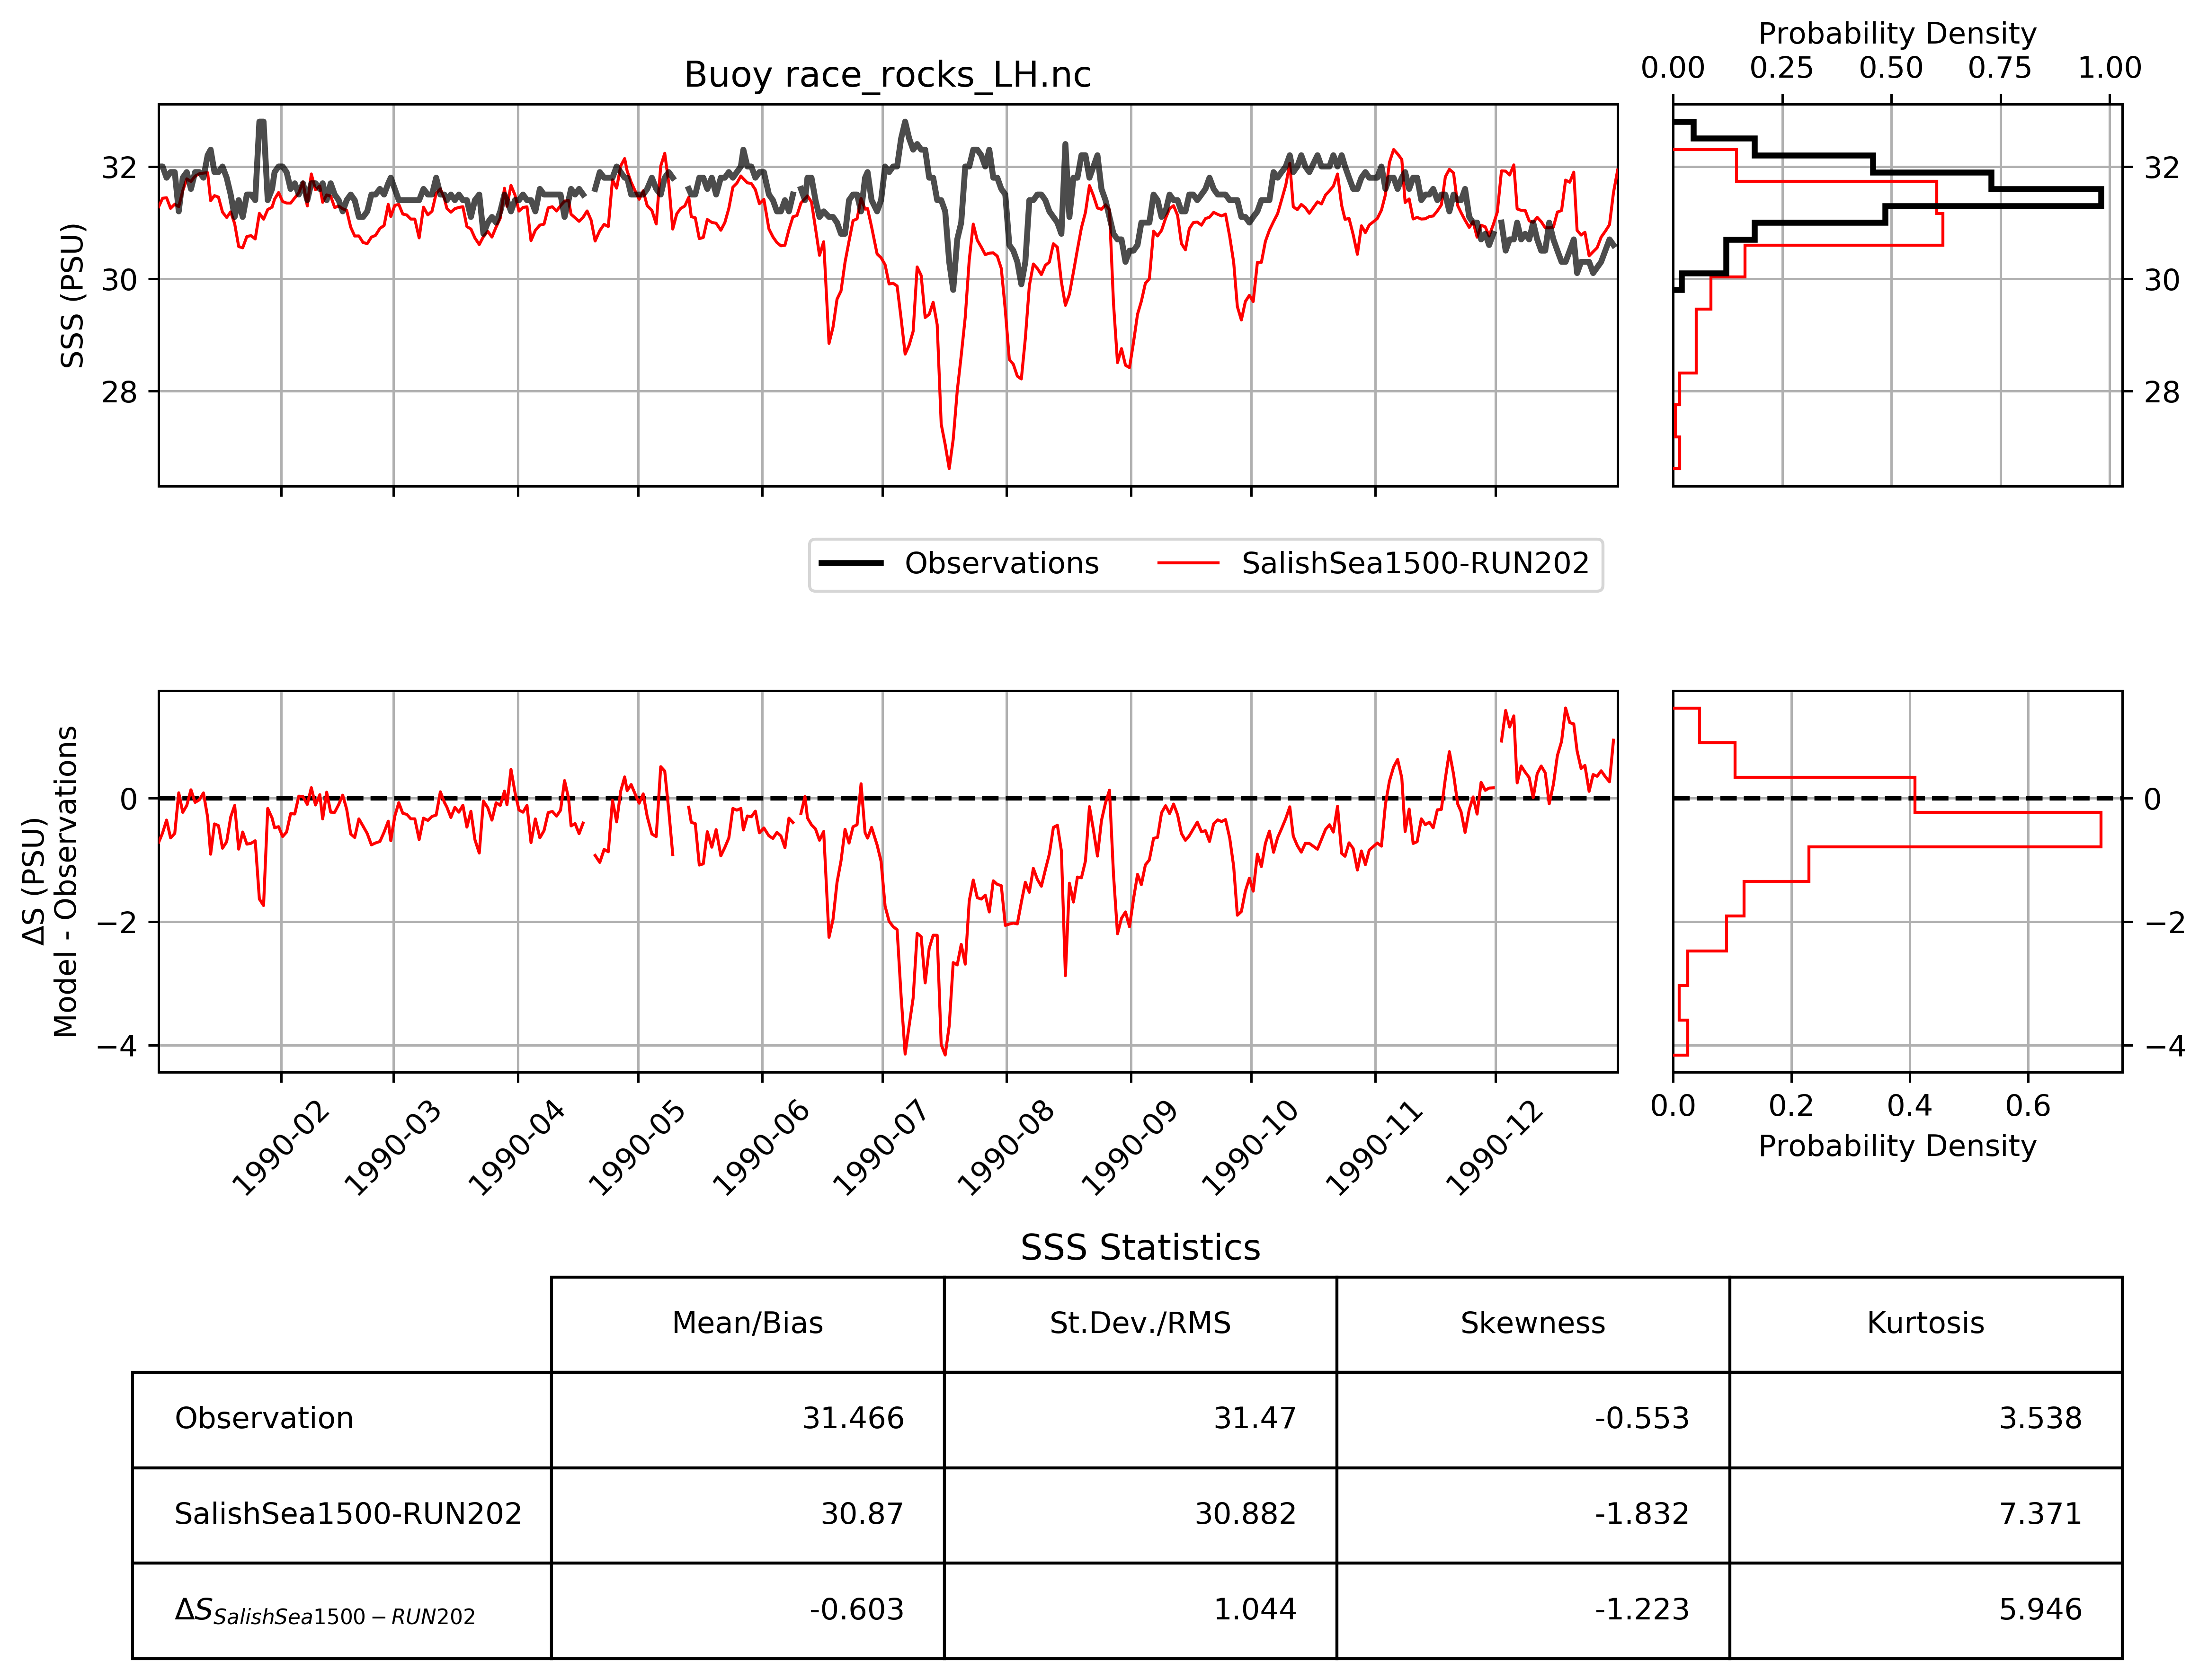 Buoy race_rocks_LH.nc
Probability Density
0.00 0.25 0.50 0.75 1.00
SSS (PSU)
32
30
28
32
30
28
Observations SalishSea1500-RUN202
ΔS (PSU)
Model - Observations
0
−2
−4
0
−2
−4
1990-02 1990-03 1990-04 1990-05 1990-06 1990-07 1990-08 1990-09 1990-10 1990-11 1990-12
0.0 0.2 0.4 0.6
Probability Density
SSS Statistics
Mean/Bias St.Dev./RMS Skewness Kurtosis
Observation 31.466 31.47 -0.553 3.538
SalishSea1500-RUN202 30.87 30.882 -1.832 7.371
ΔS SalishSea1500−RUN202 -0.603 1.044 -1.223 5.946